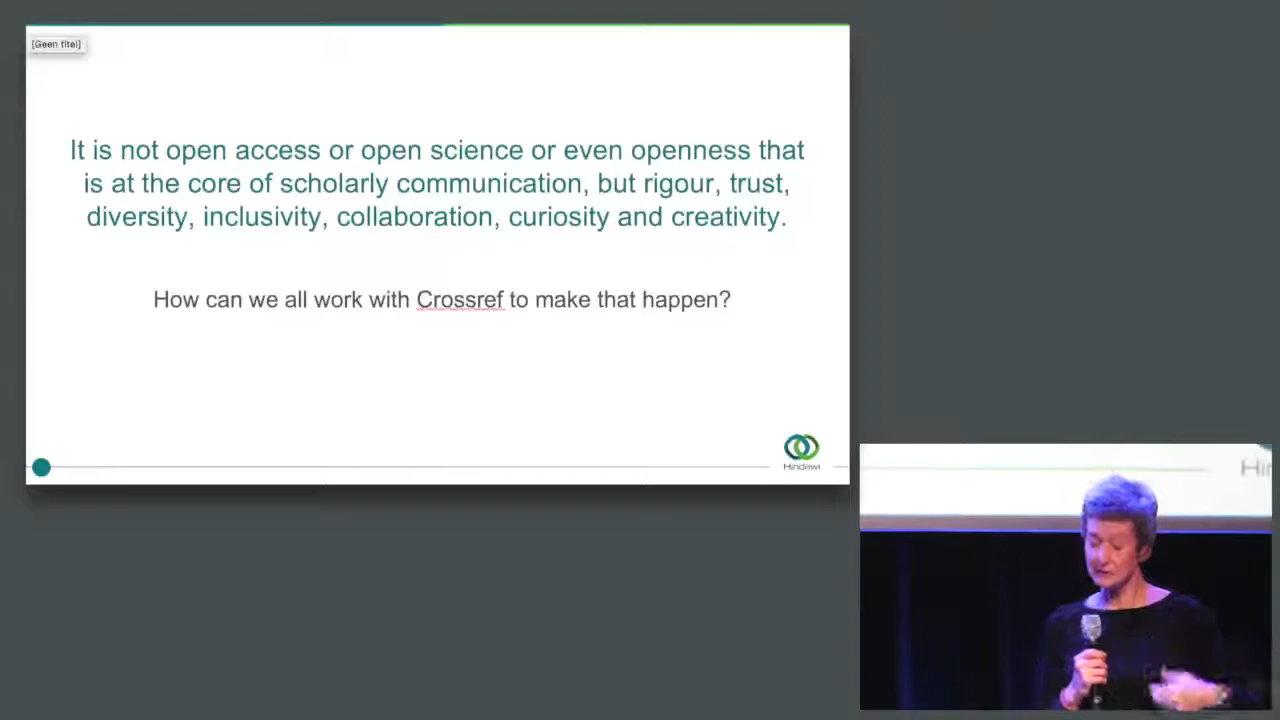 [Geen titel]
It is not open access or open science or even openness that
is at the core of scholarly communication, but rigour, trust,
diversity, inclusivity, collaboration, curiosity and creativity.
How can we all work with Crossref to make that happen?
Hindawi
Hin